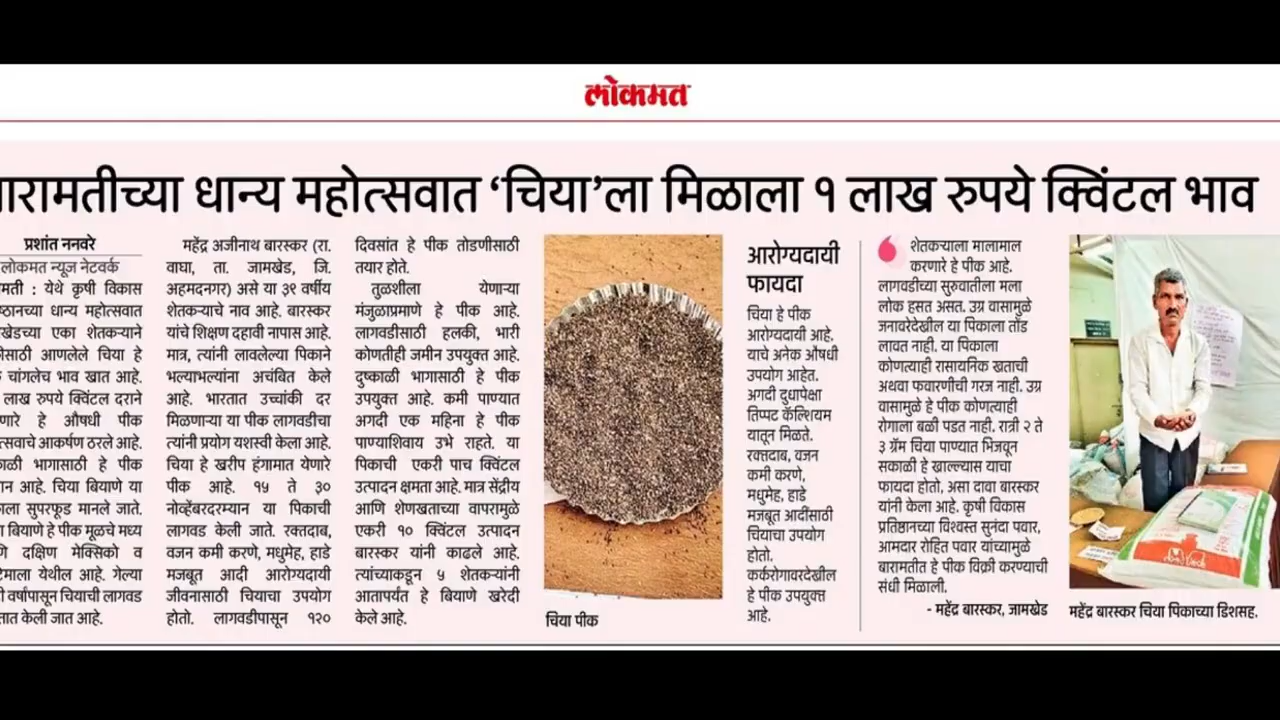 लोकमत
ारामतीच्या धान्य महोत्सवात ‘चिया’ला मिळाला १ लाख रुपये क्विंटल भाव
प्रशांत ननवरे
लोकमत न्यूज नेटवर्क
मती : येथे कृषी विकास
ष्ठानच्या धान्य महोत्सवात
खेडच्या एका शेतकऱ्याने
ीसाठी आणलेले चिया हे
चांगलेच भाव खात आहे.
लाख रुपये क्विंटल दराने
णारे हे औषधी पीक
त्सवाचे आकर्षण ठरले आहे.
काळी भागासाठी हे पीक
ान आहे. चिया बियाणे या
ाला सुपरफूड मानले जाते.
बियाणे हे पीक मूळचे मध्य
णि दक्षिण मेक्सिको व
टेमाला येथील आहे. गेल्या
ी वर्षापासून चियाची लागवड
तात केली जात आहे.
महेंद्र अजीनाथ बारस्कर (रा.
वाघा, ता. जामखेड, जि.
अहमदनगर) असे या ३९ वर्षीय
शेतकऱ्याचे नाव आहे. बारस्कर
यांचे शिक्षण दहावी नापास आहे.
मात्र, त्यांनी लावलेल्या पिकाने
भल्याभल्यांना अचंबित केले
आहे. भारतात उच्चांकी दर
मिळणाऱ्या या पीक लागवडीचा
त्यांनी प्रयोग यशस्वी केला आहे.
चिया हे खरीप हंगामात येणारे
पीक आहे. १५ ते ३०
नोव्हेंबरदरम्यान या पिकाची
लागवड केली जाते. रक्तदाब,
वजन कमी करणे, मधुमेह, हाडे
मजबूत आदी आरोग्यदायी
जीवनासाठी चियाचा उपयोग
होतो. लागवडीपासून १२०
दिवसांत हे पीक तोडणीसाठी
तयार होते.
तुळशीला येणाऱ्या
मंजुळाप्रमाणे हे पीक आहे.
लागवडीसाठी हलकी, भारी
कोणतीही जमीन उपयुक्त आहे.
दुष्काळी भागासाठी हे पीक
उपयुक्त आहे. कमी पाण्यात
अगदी एक महिना हे पीक
पाण्याशिवाय उभे राहते. या
पिकाची एकरी पाच क्विंटल
उत्पादन क्षमता आहे. मात्र सेंद्रीय
आणि शेणखताच्या वापरामुळे
एकरी १० क्विंटल उत्पादन
बारस्कर यांनी काढले आहे.
त्यांच्याकडून ५ शेतकऱ्यांनी
आतापर्यंत हे बियाणे खरेदी
केले आहे.
चिया पीक
आरोग्यदायी
फायदा
चिया हे पीक
आरोग्यदायी आहे.
याचे अनेक औषधी
उपयोग आहेत.
अगदी दुधापेक्षा
तिप्पट कॅल्शियम
यातून मिळते.
रक्तदाब, वजन
कमी करणे,
मधुमेह, हाडे
मजबूत आदींसाठी
चियाचा उपयोग
होतो.
कर्करोगावरदेखील
हे पीक उपयुक्त
आहे.
शेतकऱ्याला मालामाल
करणारे हे पीक आहे.
लागवडीच्या सुरुवातीला मला
लोक हसत असत. उग्र वासामुळे
जनावरेदेखील या पिकाला तोंड
लावत नाही. या पिकाला
कोणत्याही रासायनिक खताची
अथवा फवारणीची गरज नाही. उग्र
वासामुळे हे पीक कोणत्याही
रोगाला बळी पडत नाही. रात्री २ ते
३ ग्रॅम चिया पाण्यात भिजवून
सकाळी हे खाल्ल्यास याचा
फायदा होतो, असा दावा बारस्कर
यांनी केला आहे. कृषी विकास
प्रतिष्ठानच्या विश्वस्त सुनंदा पवार,
आमदार रोहित पवार यांच्यामुळे
बारामतीत हे पीक विक्री करण्याची
संधी मिळाली.
- महेंद्र बारस्कर, जामखेड
महेंद्र बारस्कर चिया पिकाच्या डिशसह.